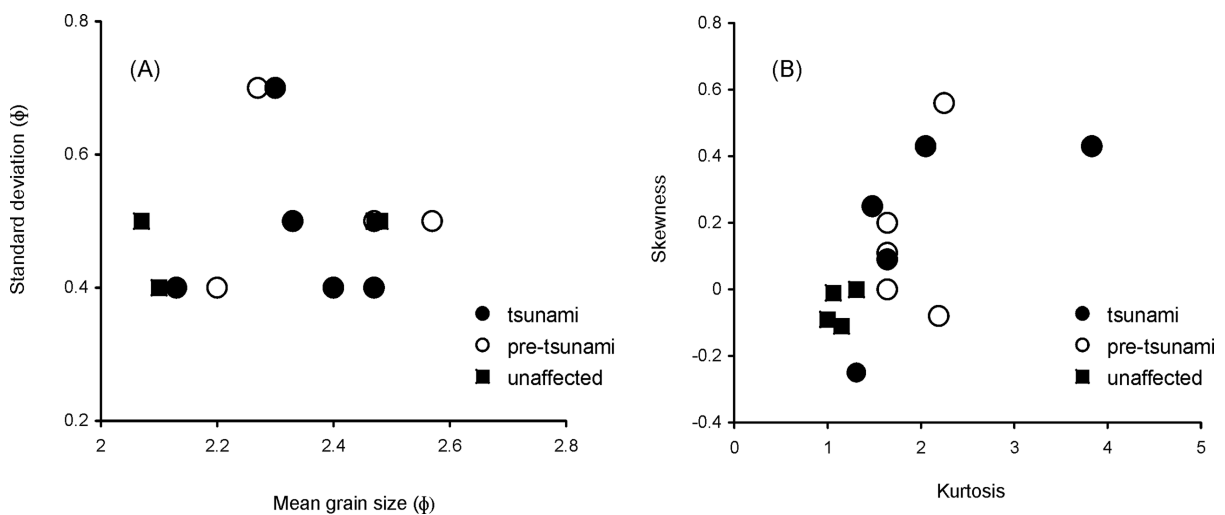 (A)
Standard deviation (ϕ)
0.8
0.6
0.4
0.2
2
2.2
2.4
2.6
2.8
Mean grain size (ϕ)
tsunami
pre-tsunami
unaffected
(B)
Skewness
0.8
0.6
0.4
0.2
0
-0.2
-0.4
0
1
2
3
4
5
Kurtosis
tsunami
pre-tsunami
unaffected